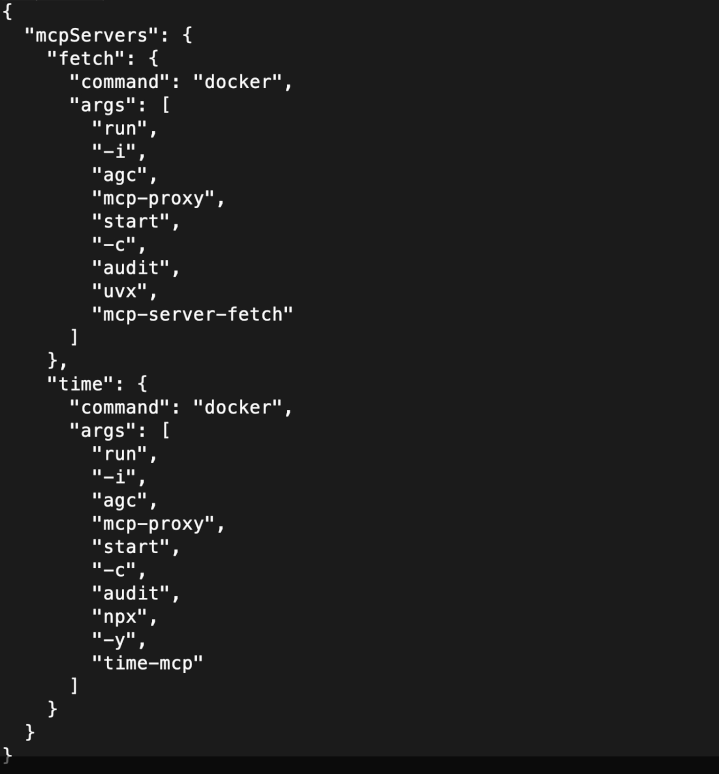 {
  "mcpServers": {
    "fetch": {
      "command": "docker",
      "args": [
        "run",
        "-i",
        "agc",
        "mcp-proxy",
        "start",
        "-c",
        "audit",
        "uvx",
        "mcp-server-fetch"
      ]
    },
    "time": {
      "command": "docker",
      "args": [
        "run",
        "-i",
        "agc",
        "mcp-proxy",
        "start",
        "-c",
        "audit",
        "npx",
        "-y",
        "time-mcp"
      ]
    }
  }
}